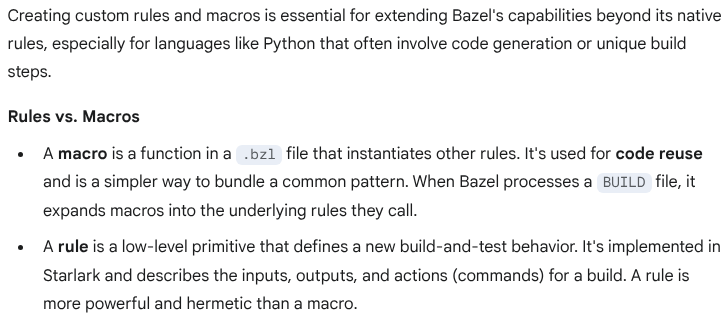 Creating custom rules and macros is essential for extending Bazel's capabilities beyond its native
rules, especially for languages like Python that often involve code generation or unique build
steps.
Rules vs. Macros
• A macro is a function in a .bzl file that instantiates other rules. It's used for code reuse
and is a simpler way to bundle a common pattern. When Bazel processes a BUILD file, it
expands macros into the underlying rules they call.
• A rule is a low-level primitive that defines a new build-and-test behavior. It's implemented in
Starlark and describes the inputs, outputs, and actions (commands) for a build. A rule is
more powerful and hermetic than a macro.